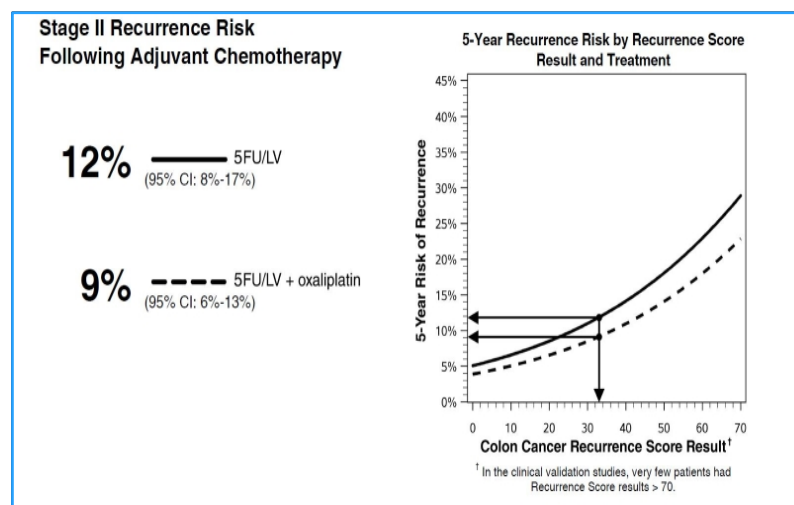 Stage II Recurrence Risk
Following Adjuvant Chemotherapy
12%
5FU/LV
(95% CI: 8%-17%)
9%
5FU/LV + oxaliplatin
(95% CI: 6%-13%)
5-Year Recurrence Risk by Recurrence Score
Result and Treatment
5-Year Risk of Recurrence
45%
40%
35%
30%
25%
20%
15%
10%
5%
0%
0 10 20 30 40 50 60 70
Colon Cancer Recurrence Score Result†
† In the clinical validation studies, very few patients had
Recurrence Score results > 70.